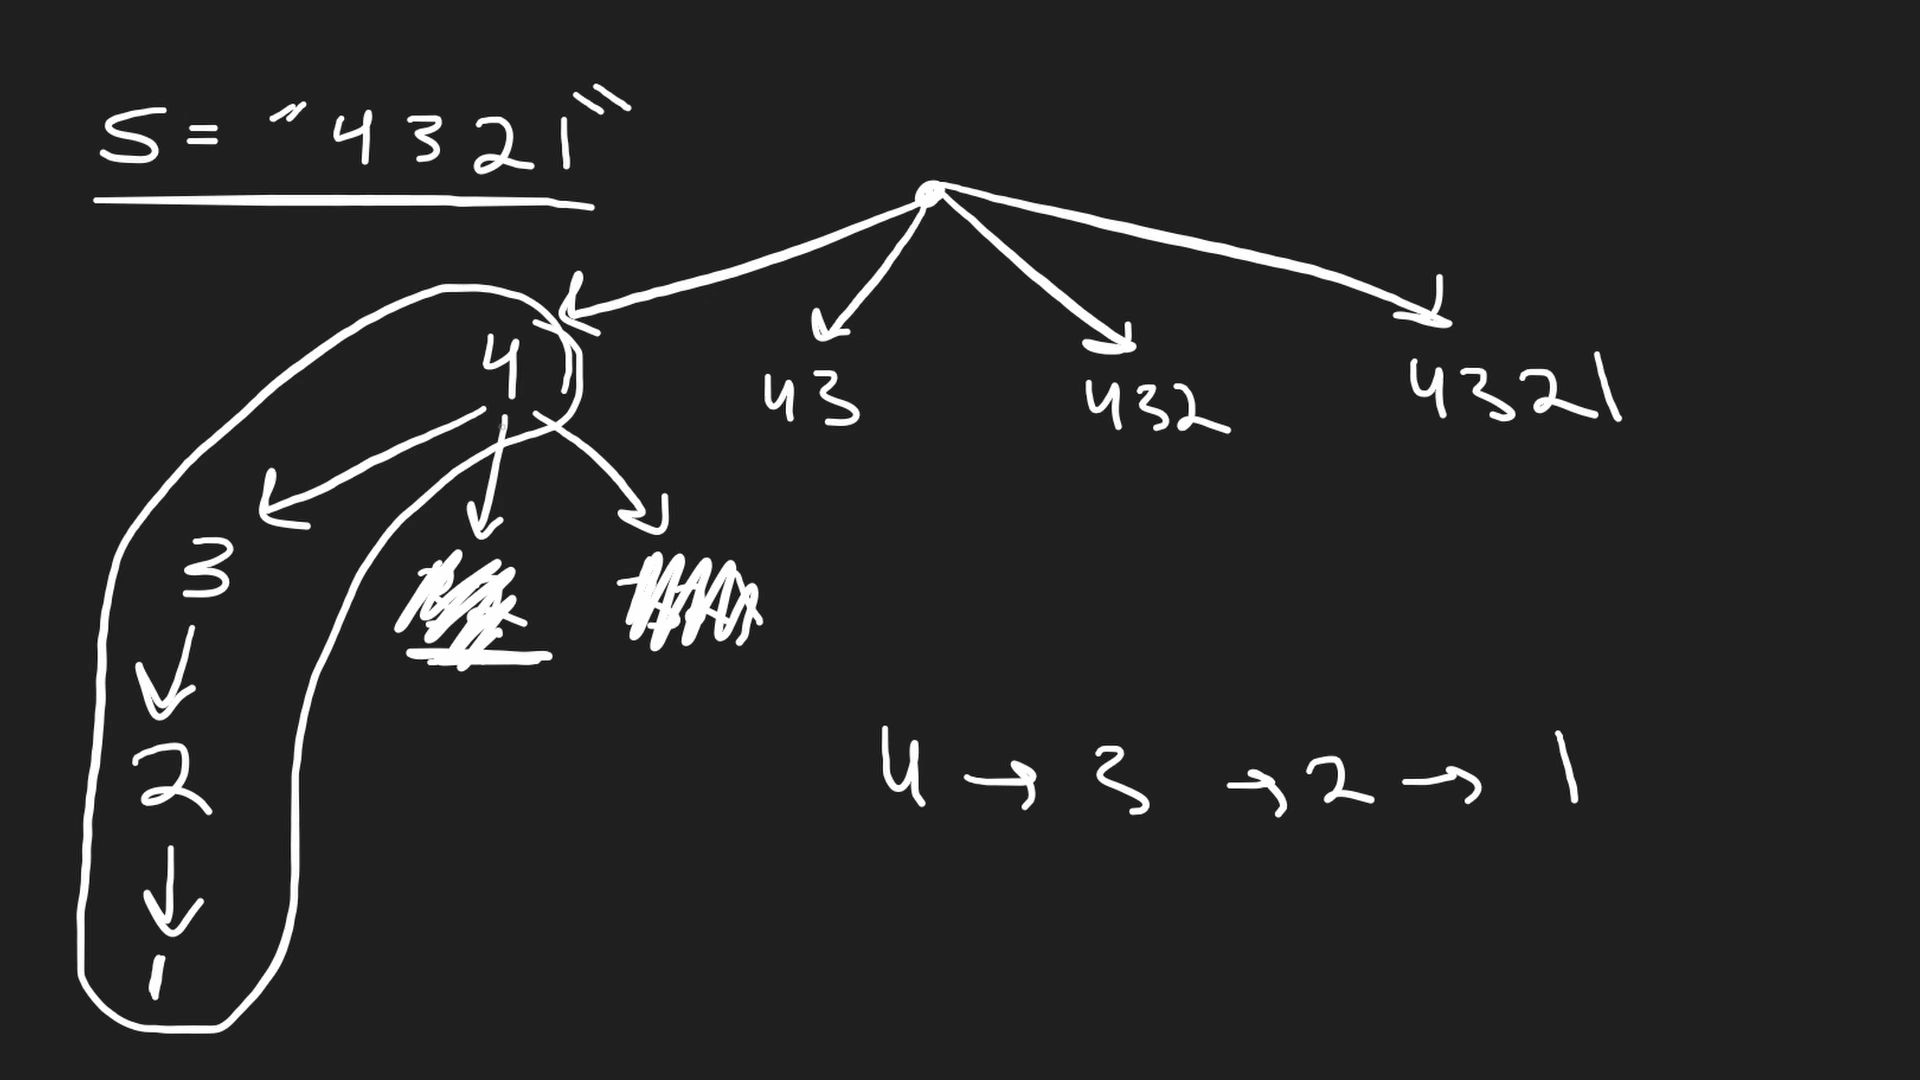 S = "4321"
4 43 432 4321
3
2
1
4 → 3 → 2 → 1